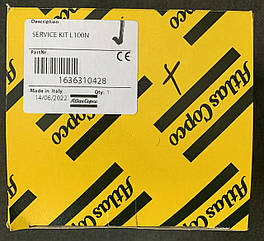 Description
SERVICE KIT L100N
PartNr.
CE
1636310428
Made in Italy
Qty: 1
14/06/2022
Atlas Copco
Atlas Copco
Atlas Copco
Atlas Copco